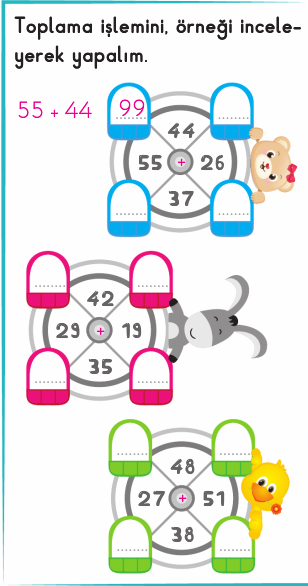 Toplama işlemini, örneği incele-
yerek yapalım.
55 + 44 99
44
55 + 26
37
42
29 + 19
35
48
27 + 51
38